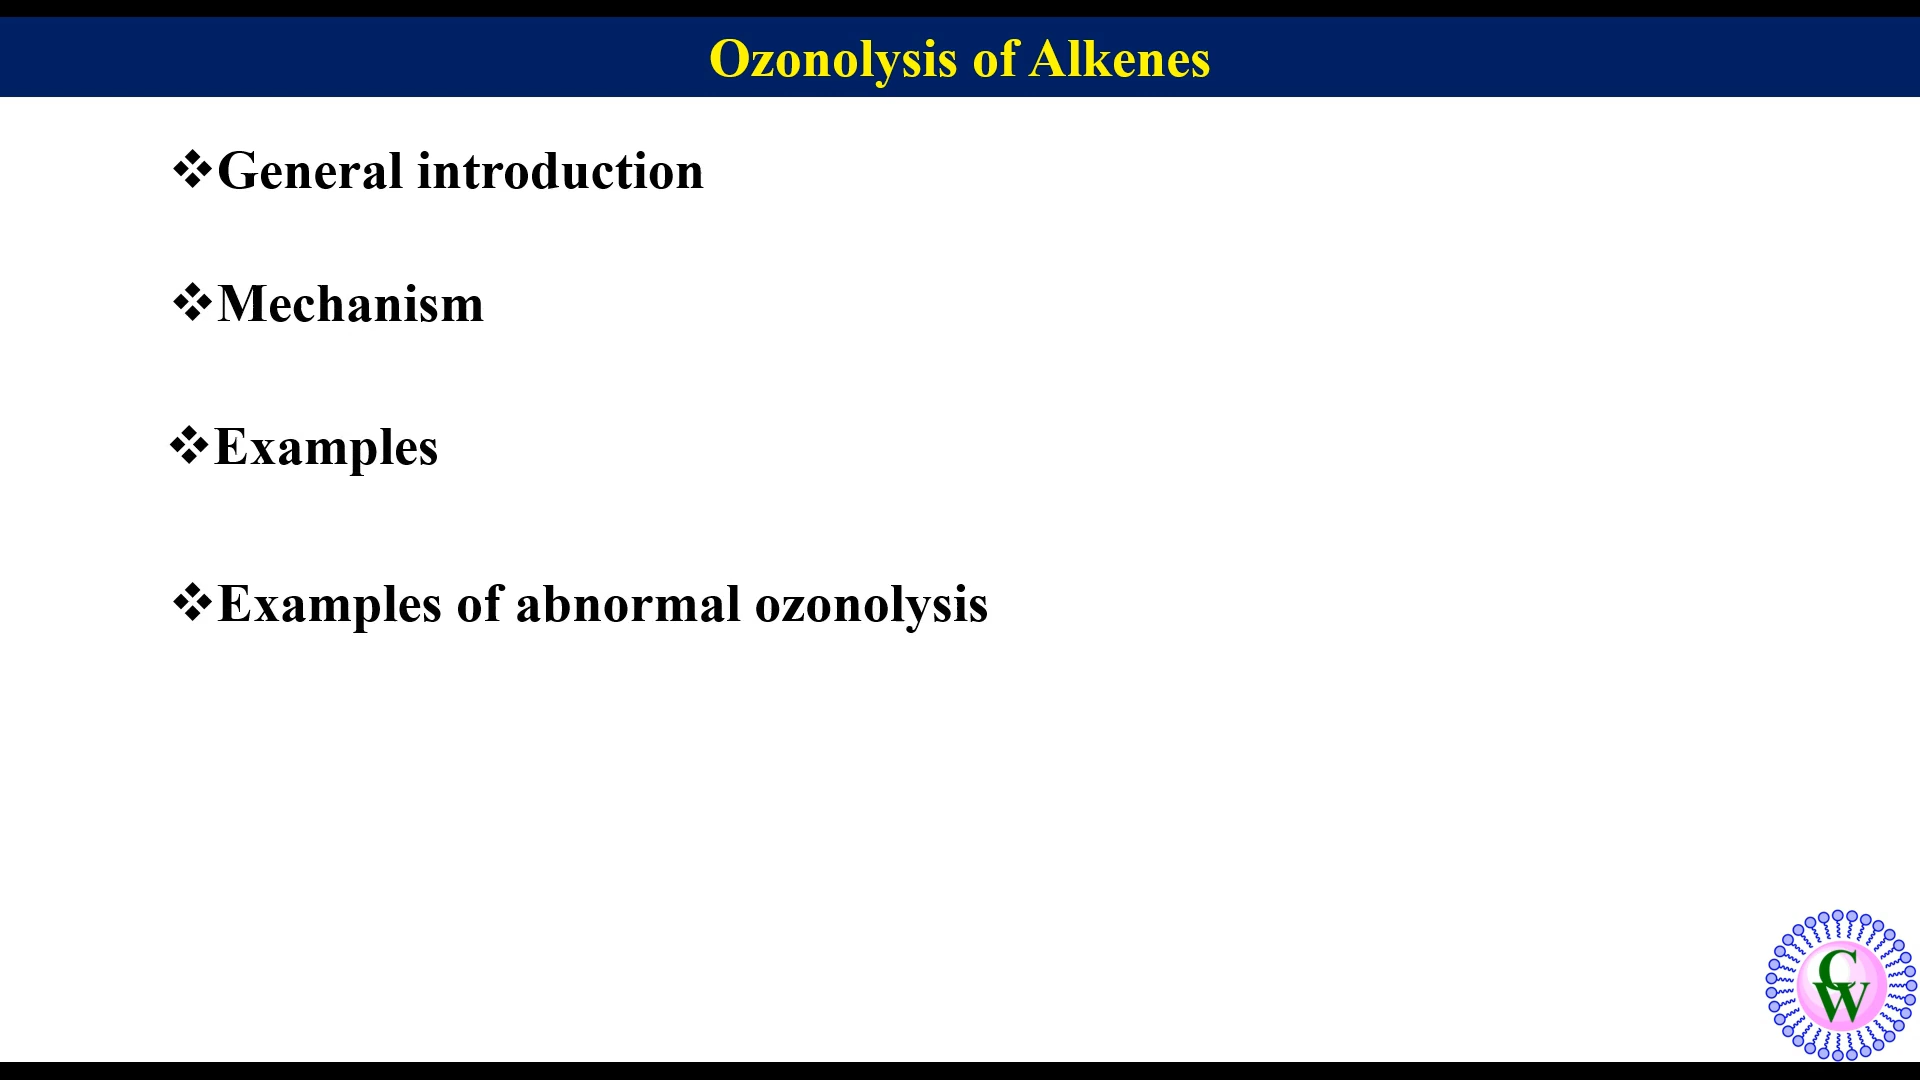 Ozonolysis of Alkenes
❖General introduction
❖Mechanism
❖Examples
❖Examples of abnormal ozonolysis
CW